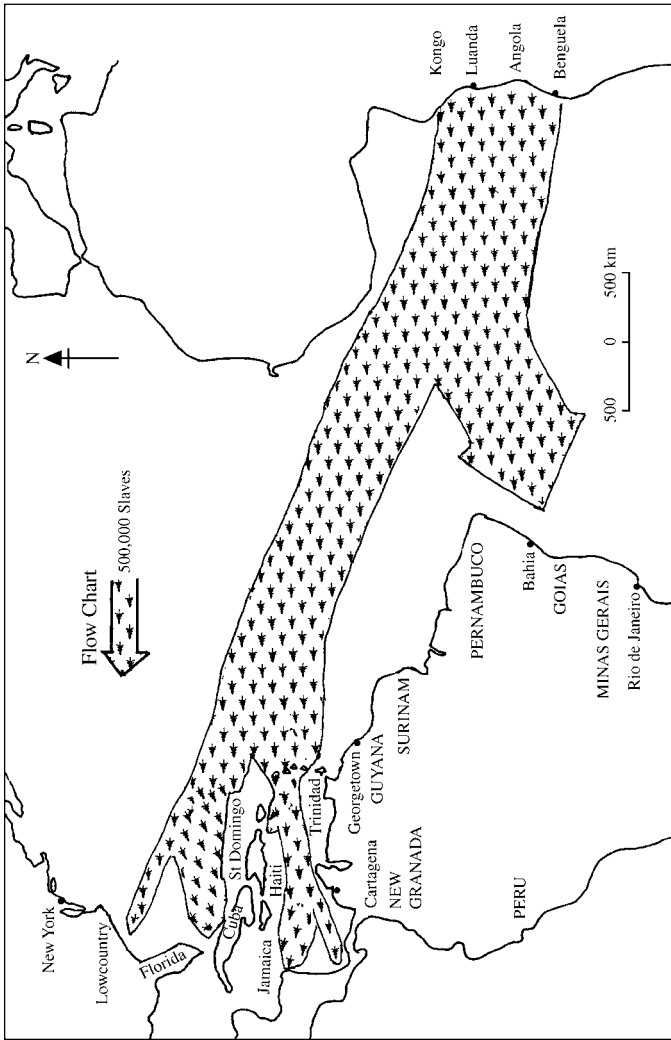 Flow Chart
500,000 Slaves
N
New York
Lowcountry
Florida
Cuba
St Domingo
Haiti
Jamaica
Trinidad
Georgetown
GUYANA
SURINAM
Cartagena
NEW
GRANADA
PERU
PERNAMBUCO
Bahia
GOIAS
MINAS GERAIS
Rio de Janeiro
Kongo
Luanda
Angola
Benguela
500 0 500 km